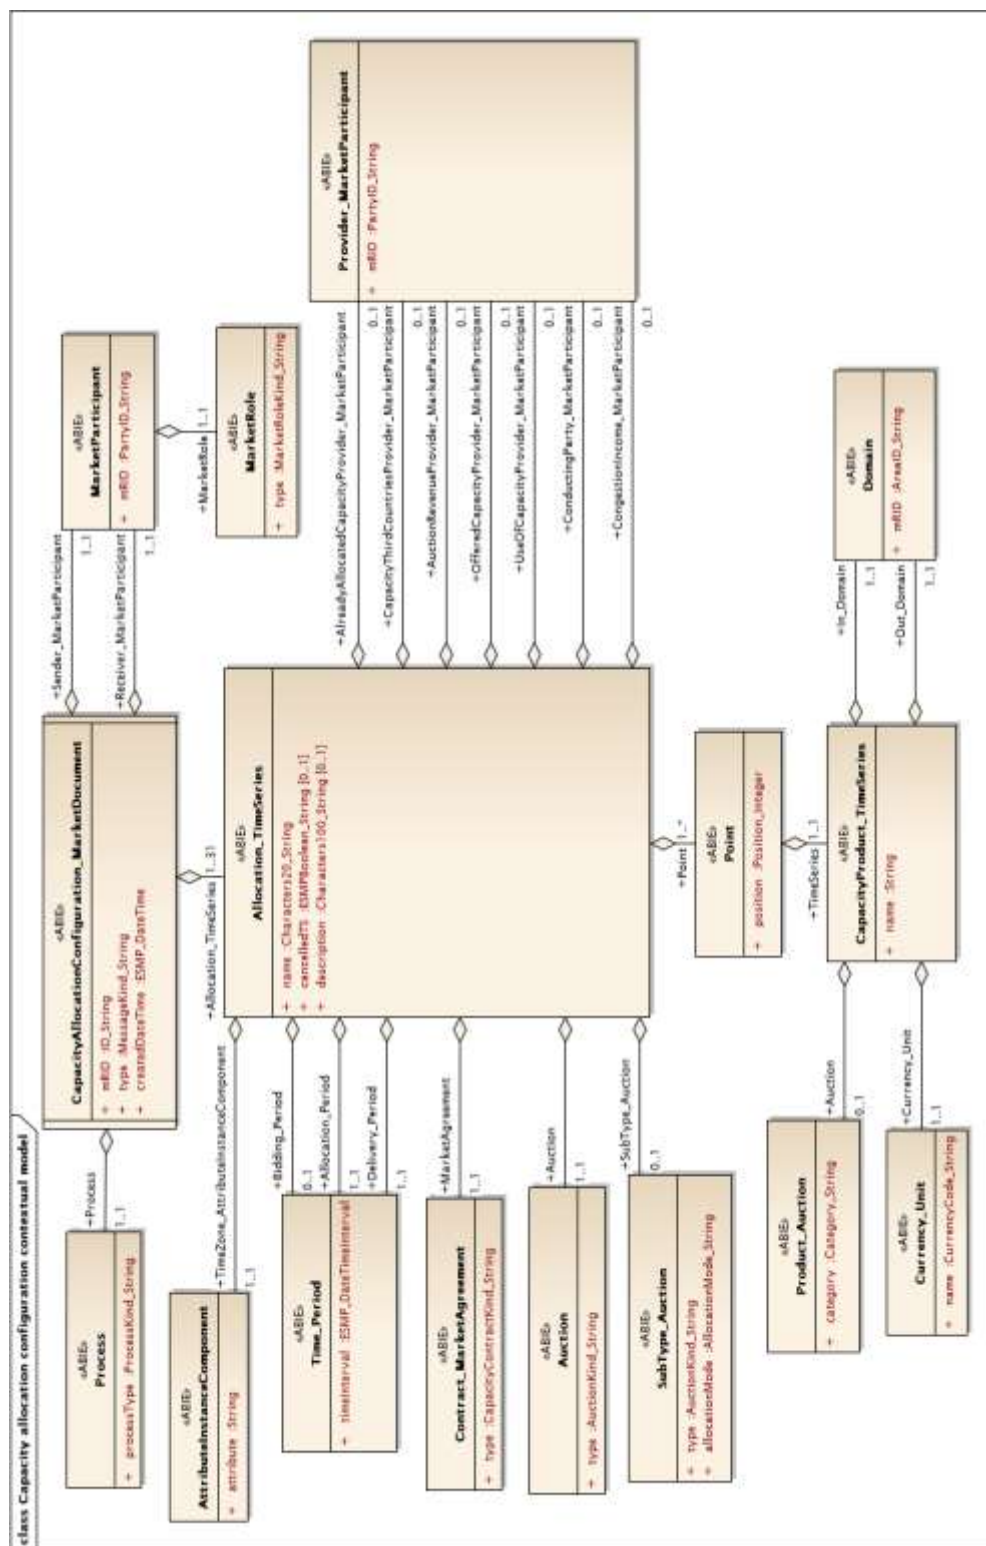 class Capacity allocation configuration contextual model
«ABIE»
Process
+ processType :ProcessKind_String
+Process
1..1
«ABIE»
CapacityAllocationConfiguration_MarketDocument
+ mRID :ID_String
+ type :MessageKind_String
+ createdDateTime :ESMP_DateTime
+Sender_MarketParticipant
1..1
+Receiver_MarketParticipant
1..1
«ABIE»
MarketParticipant
+ mRID :PartyID_String
+MarketRole
1..1
«ABIE»
MarketRole
+ type :MarketRoleKind_String
+Allocation_TimeSeries
1..31
«ABIE»
AttributeInstanceComponent
+ attribute :String
+TimeZone_AttributeInstanceComponent
1..1
«ABIE»
Time_Period
+ timeInterval :ESMP_DateTimeInterval
+Bidding_Period
0..1
+Allocation_Period
1..1
+Delivery_Period
1..1
«ABIE»
Contract_MarketAgreement
+ type :CapacityContractKind_String
+MarketAgreement
1..1
«ABIE»
Auction
+ type :AuctionKind_String
+Auction
1..1
«ABIE»
SubType_Auction
+ type :AuctionKind_String
+ allocationMode :AllocationMode_String
+SubType_Auction
0..1
«ABIE»
Allocation_TimeSeries
+ name :Characters20_String
+ cancelledTS :ESMPBoolean_String [0..1]
+ description :Characters100_String [0..1]
+AlreadyAllocatedCapacityProvider_MarketParticipant
0..1
+CapacityThirdCountriesProvider_MarketParticipant
0..1
+AuctionRevenueProvider_MarketParticipant
0..1
+OfferedCapacityProvider_MarketParticipant
0..1
+UseOfCapacityProvider_MarketParticipant
0..1
+ConductingParty_MarketParticipant
0..1
+CongestionIncome_MarketParticipant
0..1
«ABIE»
Provider_MarketParticipant
+ mRID :PartyID_String
+Point
1..*
«ABIE»
Point
+ position :Position_Integer
+TimeSeries
1..1
«ABIE»
Product_Auction
+ category :Category_String
+Auction
0..1
«ABIE»
Currency_Unit
+ name :CurrencyCode_String
+Currency_Unit
1..1
«ABIE»
CapacityProduct_TimeSeries
+ name :String
+In_Domain
1..1
+Out_Domain
1..1
«ABIE»
Domain
+ mRID :AreaID_String